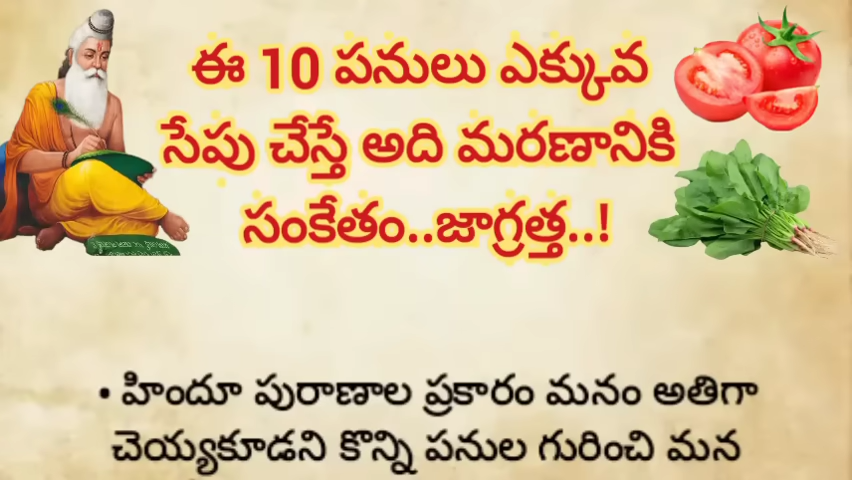 ఈ 10 పనులు ఎక్కువ
సేపు చేస్తే అది మరణానికి
సంకేతం..జాగ్రత్త..!
• హిందూ పురాణాల ప్రకారం మనం అతిగా
చెయ్యకూడని కొన్ని పనుల గురించి మన